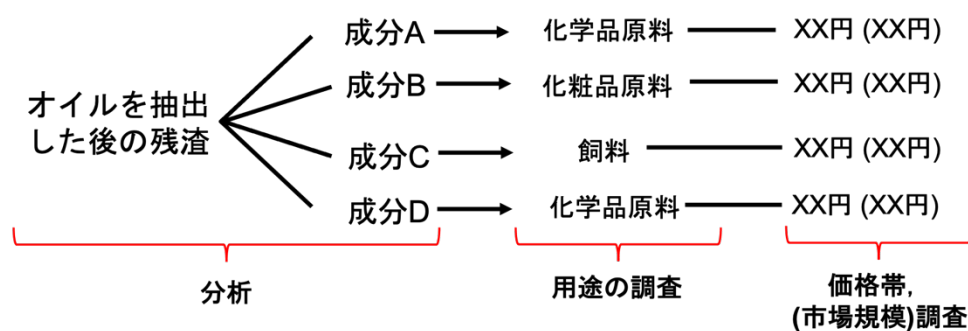 オイルを抽出
した後の残渣
成分A
化学品原料
XX円 (XX円)
成分B
化粧品原料
XX円 (XX円)
成分C
飼料
XX円 (XX円)
成分D
化学品原料
XX円 (XX円)
分析
用途の調査
価格帯,
(市場規模)調査